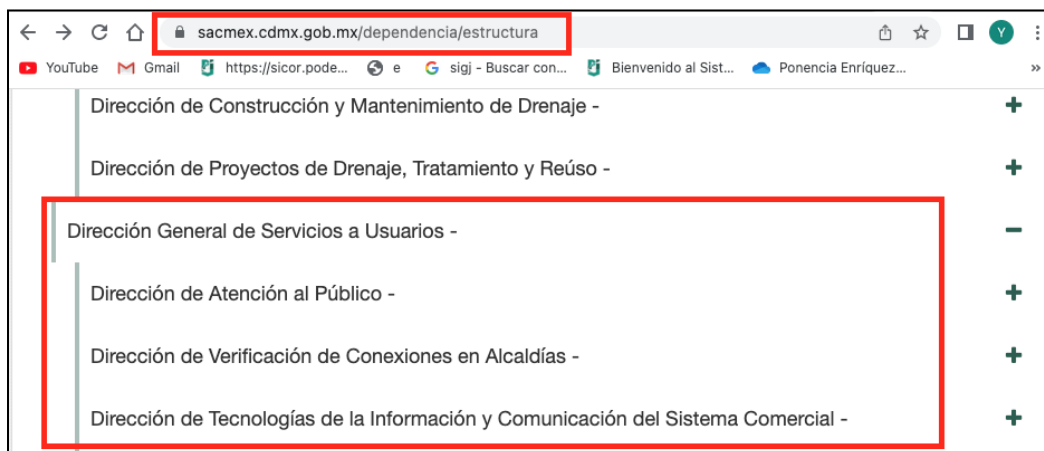 sacmex.cdmx.gob.mx/dependencia/estructura
Y
YouTube Gmail https://sicor.pode... e sigj - Buscar con... Bienvenido al Sist... Ponencia Enríquez... »
Dirección de Construcción y Mantenimiento de Drenaje - +
Dirección de Proyectos de Drenaje, Tratamiento y Reúso - +
Dirección General de Servicios a Usuarios - −
Dirección de Atención al Público - +
Dirección de Verificación de Conexiones en Alcaldías - +
Dirección de Tecnologías de la Información y Comunicación del Sistema Comercial - +